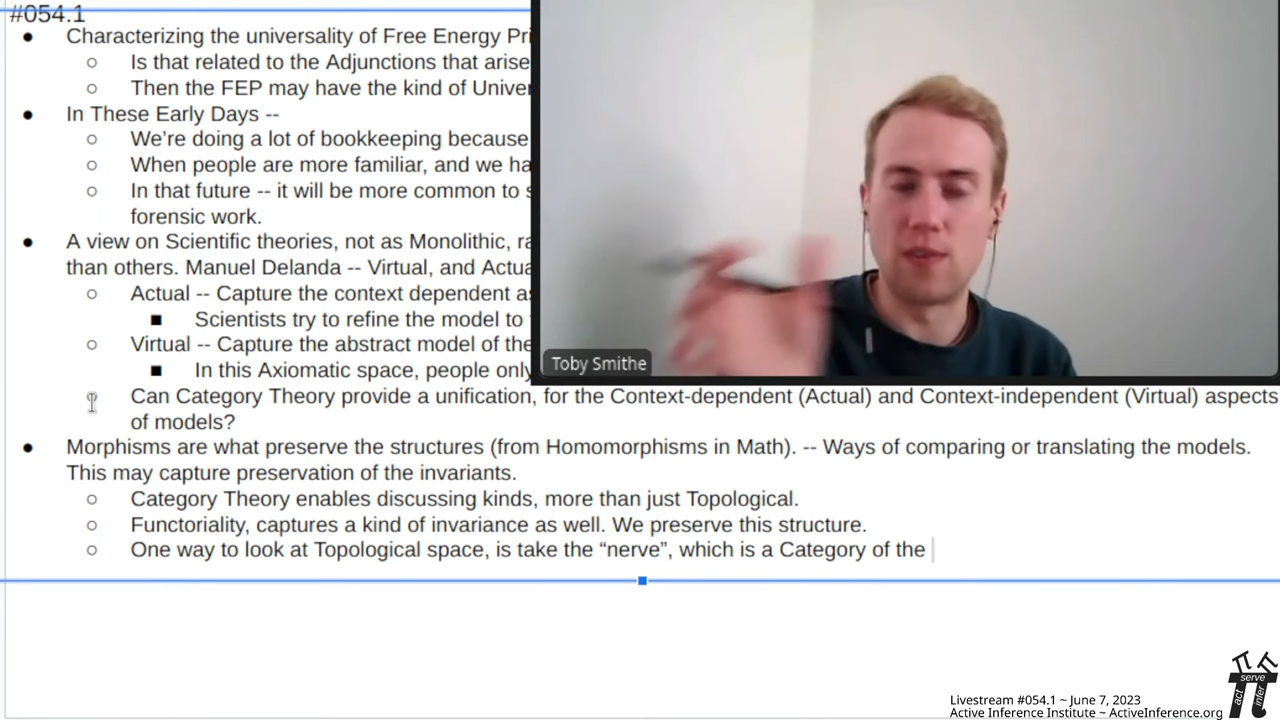 #054.1
● Characterizing the universality of Free Energy Pri
○ Is that related to the Adjunctions that arise
○ Then the FEP may have the kind of Univer
● In These Early Days --
○ We’re doing a lot of bookkeeping because
○ When people are more familiar, and we ha
○ In that future -- it will be more common to s
forensic work.
● A view on Scientific theories, not as Monolithic, ra
than others. Manuel Delanda -- Virtual, and Actua
○ Actual -- Capture the context dependent as
■ Scientists try to refine the model to
○ Virtual -- Capture the abstract model of the
■ In this Axiomatic space, people only
Toby Smithe
○ Can Category Theory provide a unification, for the Context-dependent (Actual) and Context-independent (Virtual) aspects
of models?
● Morphisms are what preserve the structures (from Homomorphisms in Math). -- Ways of comparing or translating the models.
This may capture preservation of the invariants.
○ Category Theory enables discussing kinds, more than just Topological.
○ Functoriality, captures a kind of invariance as well. We preserve this structure.
○ One way to look at Topological space, is take the “nerve”, which is a Category of the
Livestream #054.1 ~ June 7, 2023
Active Inference Institute ~ ActiveInference.org
serve
act
infer